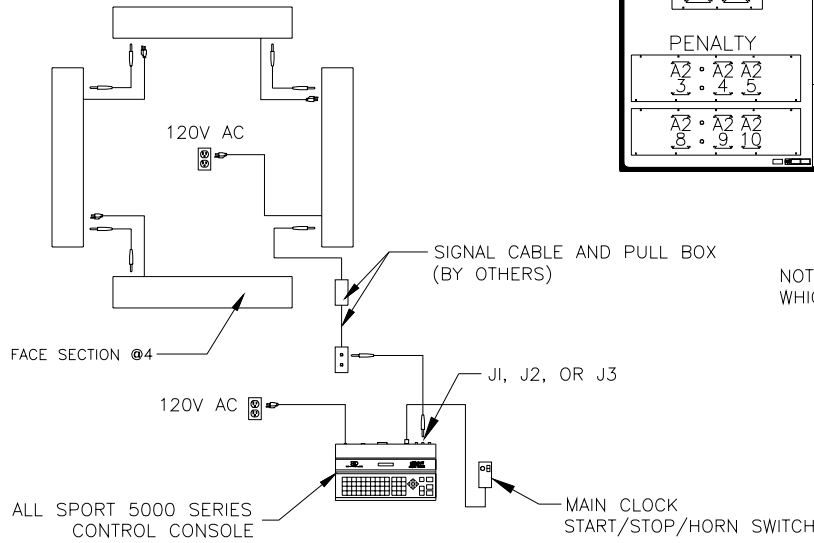 PENALTY
A2 A2 A2
3 4 5
A2 A2 A2
8 9 10
120V AC
SIGNAL CABLE AND PULL BOX
(BY OTHERS)
NOT
WHIC
FACE SECTION @4
J1, J2, OR J3
120V AC
ALL SPORT 5000 SERIES
CONTROL CONSOLE
MAIN CLOCK
START/STOP/HORN SWITCH